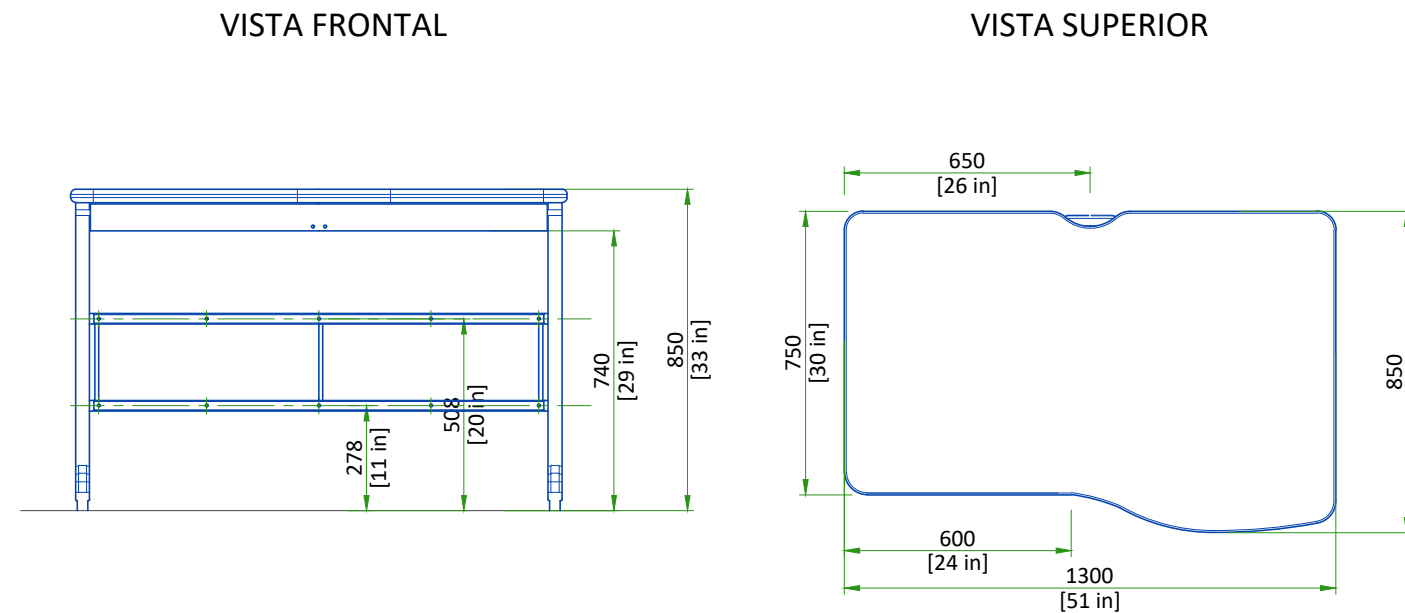 VISTA FRONTAL
VISTA SUPERIOR
278
[11 in]
508
[20 in]
740
[29 in]
850
[33 in]
650
[26 in]
750
[30 in]
850
600
[24 in]
1300
[51 in]